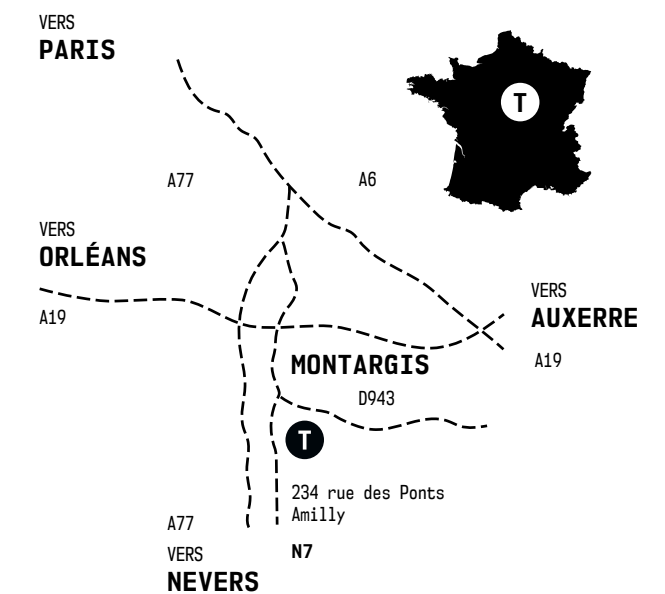 VERS
PARIS
T
A77
A6
VERS
ORLÉANS
A19
VERS
AUXERRE
A19
MONTARGIS
D943
T
234 rue des Ponts
Amilly
A77
N7
VERS
NEVERS